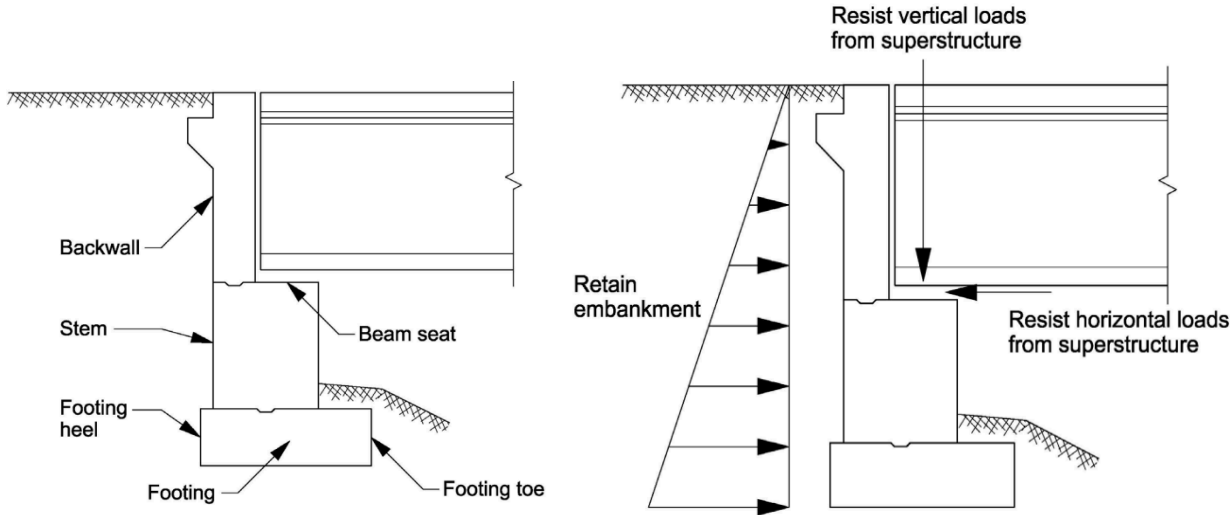 Backwall
Stem
Beam seat
Footing
heel
Footing
Footing toe
Resist vertical loads
from superstructure
Retain
embankment
Resist horizontal loads
from superstructure